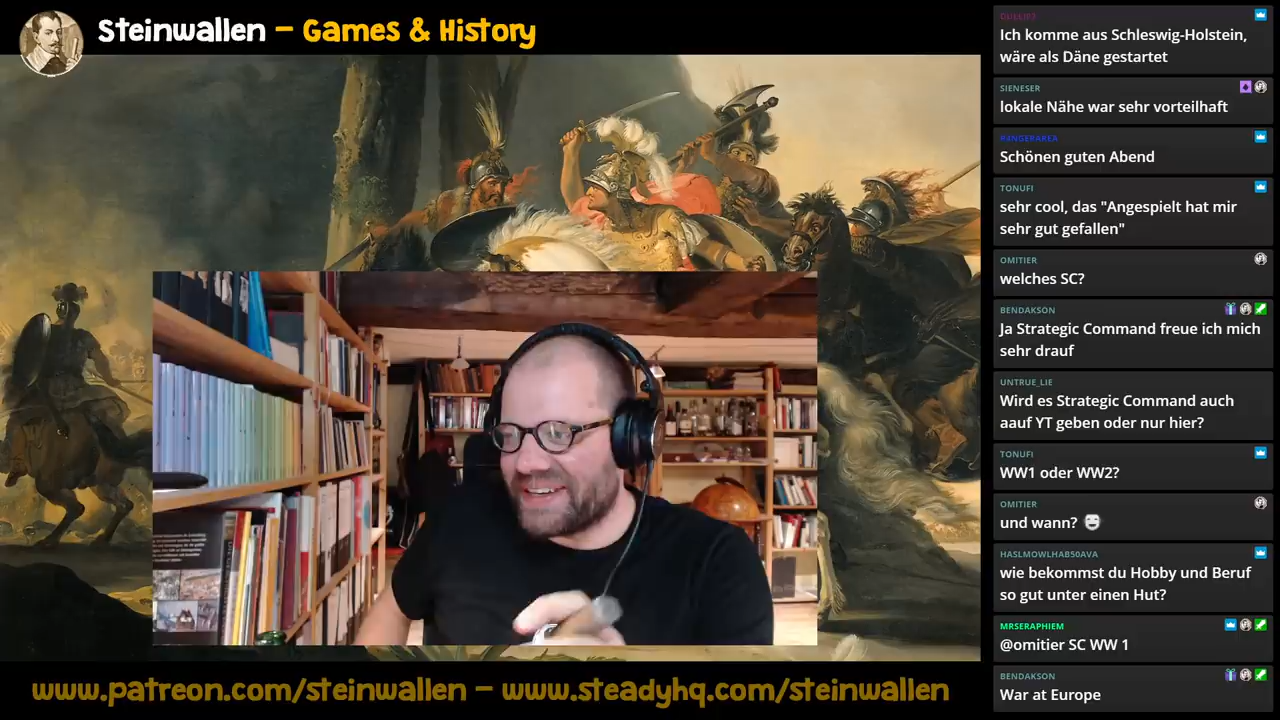 Steinwallen – Games & History
Ich komme aus Schleswig-Holstein,
wäre als Däne gestartet
SIENESER
lokale Nähe war sehr vorteilhaft
Schönen guten Abend
TONUFI
sehr cool, das "Angespielt hat mir
sehr gut gefallen"
OMITIER
welches SC?
BENDAKSON
Ja Strategic Command freue ich mich
sehr drauf
UNTRUE_LIE
Wird es Strategic Command auch
aauf YT geben oder nur hier?
TONUFI
WW1 oder WW2?
OMITIER
und wann?
HASLMOWLHAB50AVA
wie bekommst du Hobby und Beruf
so gut unter einen Hut?
MRSERAPHIEM
@omitier SC WW 1
BENDAKSON
War at Europe
www.patreon.com/steinwallen – www.steadyhq.com/steinwallen